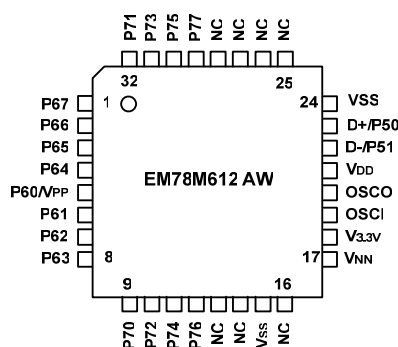 P71 P73 P75 P77 NC NC NC NC
32 25
P67 1 24 VSS
P66 D+/P50
P65 D-/P51
P64 VDD
EM78M612 AW
P60/VPP OSCO
P61 OSCI
P62 V3.3V
P63 8 17 VNN
9 16
P70 P72 P74 P76 NC NC VSS NC